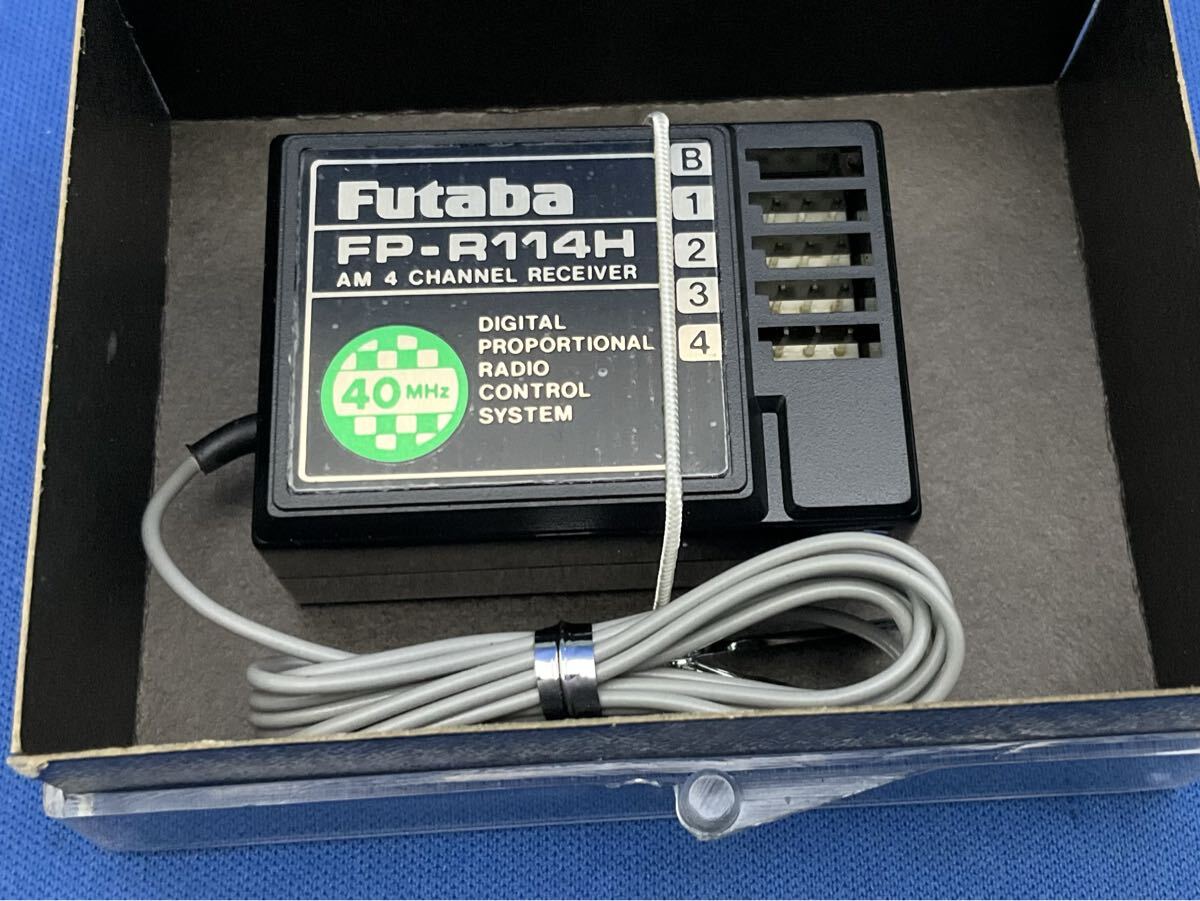 Futaba
FP-R114H
AM 4 CHANNEL RECEIVER
DIGITAL
PROPORTIONAL
RADIO
CONTROL
SYSTEM
40 MHz
B
1
2
3
4